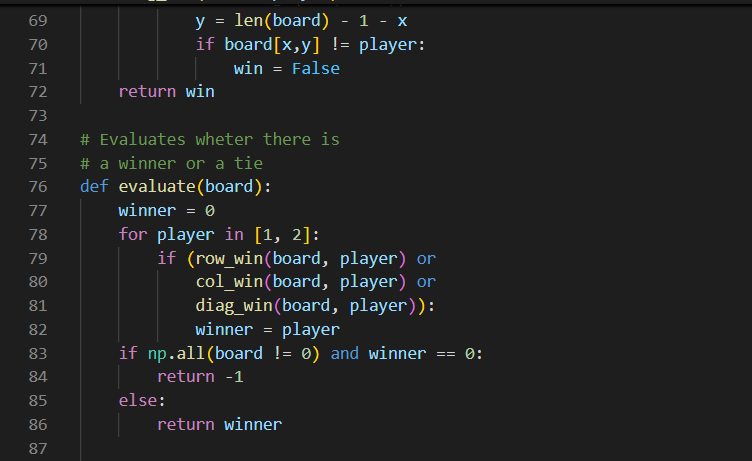 69 y = len(board) - 1 - x
70 if board[x,y] != player:
71 win = False
72 return win
73
74 # Evaluates wheter there is
75 # a winner or a tie
76 def evaluate(board):
77 winner = 0
78 for player in [1, 2]:
79 if (row_win(board, player) or
80 col_win(board, player) or
81 diag_win(board, player)):
82 winner = player
83 if np.all(board != 0) and winner == 0:
84 return -1
85 else:
86 return winner
87